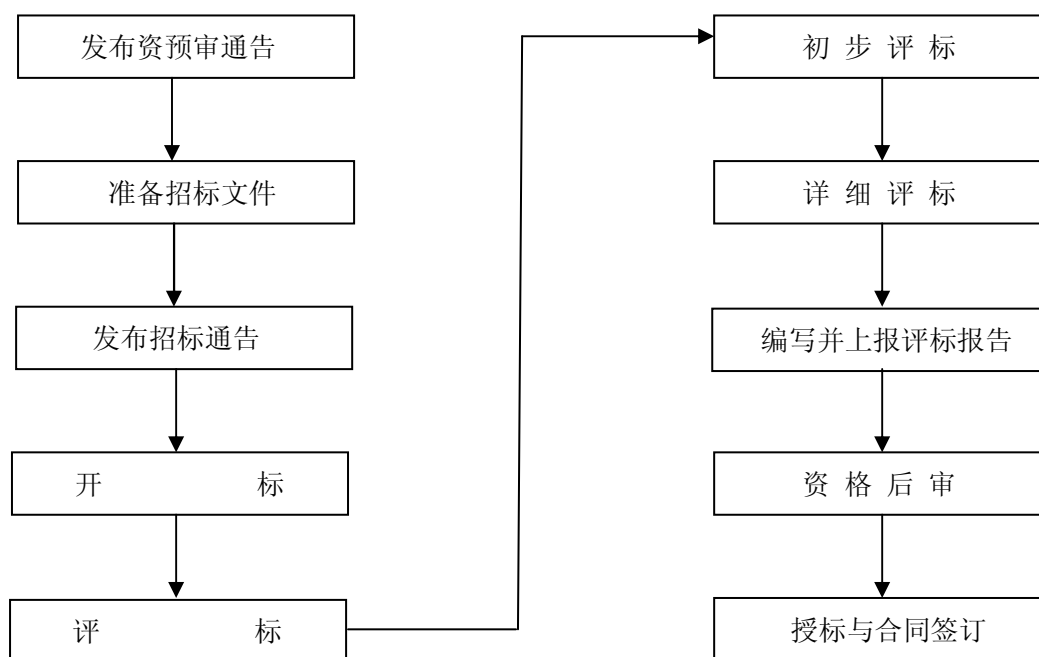 发布资预审通告
准备招标文件
发布招标通告
开 标
评 标
初 步 评 标
详 细 评 标
编写并上报评标报告
资 格 后 审
授标与合同签订